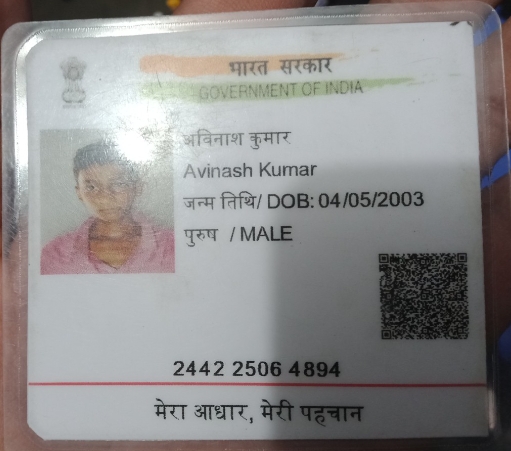 भारत सरकार
GOVERNMENT OF INDIA
अविनाश कुमार
Avinash Kumar
जन्म तिथि/ DOB: 04/05/2003
पुरुष / MALE
2442 2506 4894
मेरा आधार, मेरी पहचान